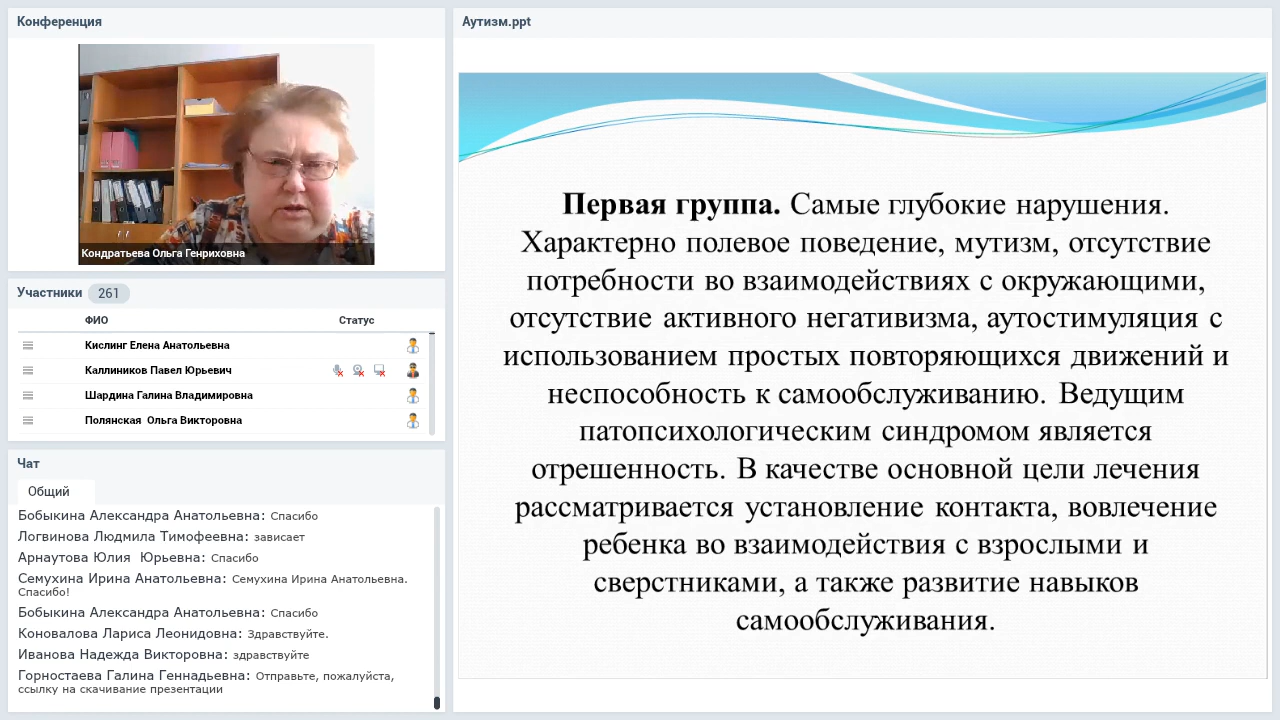 Конференция
Кондратьева Ольга Генриховна
Участники 261
ФИО Статус
Кислинг Елена Анатольевна
Каллиников Павел Юрьевич
Шардина Галина Владимировна
Полянская Ольга Викторовна
Чат
Общий
Бобыкина Александра Анатольевна: Спасибо
Логвинова Людмила Тимофеевна: зависает
Арнаутова Юлия Юрьевна: Спасибо
Семухина Ирина Анатольевна: Семухина Ирина Анатольевна.
Спасибо!
Бобыкина Александра Анатольевна: Спасибо
Коновалова Лариса Леонидовна: Здравствуйте.
Иванова Надежда Викторовна: здравствуйте
Горностаева Галина Геннадьевна: Отправьте, пожалуйста,
ссылку на скачивание презентации
Аутизм.ppt
Первая группа. Самые глубокие нарушения.
Характерно полевое поведение, мутизм, отсутствие
потребности во взаимодействиях с окружающими,
отсутствие активного негативизма, аутостимуляция с
использованием простых повторяющихся движений и
неспособность к самообслуживанию. Ведущим
патопсихологическим синдромом является
отрешенность. В качестве основной цели лечения
рассматривается установление контакта, вовлечение
ребенка во взаимодействия с взрослыми и
сверстниками, а также развитие навыков
самообслуживания.